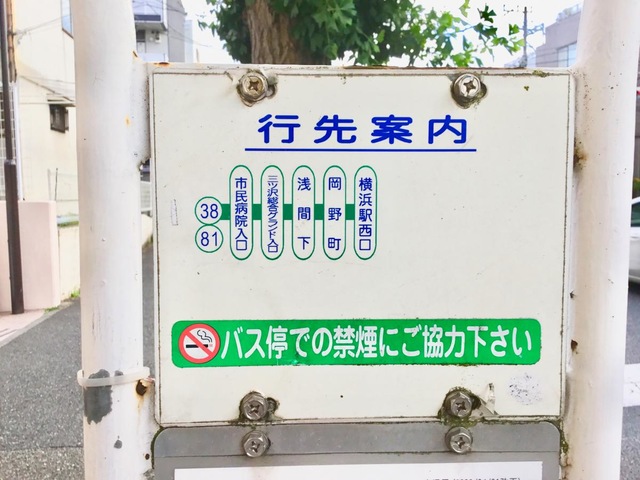 行先案内
38
81
市民病院入口
三ッ沢総合グランド入口
浅間下
岡野町
横浜駅西口
バス停での禁煙にご協力下さい